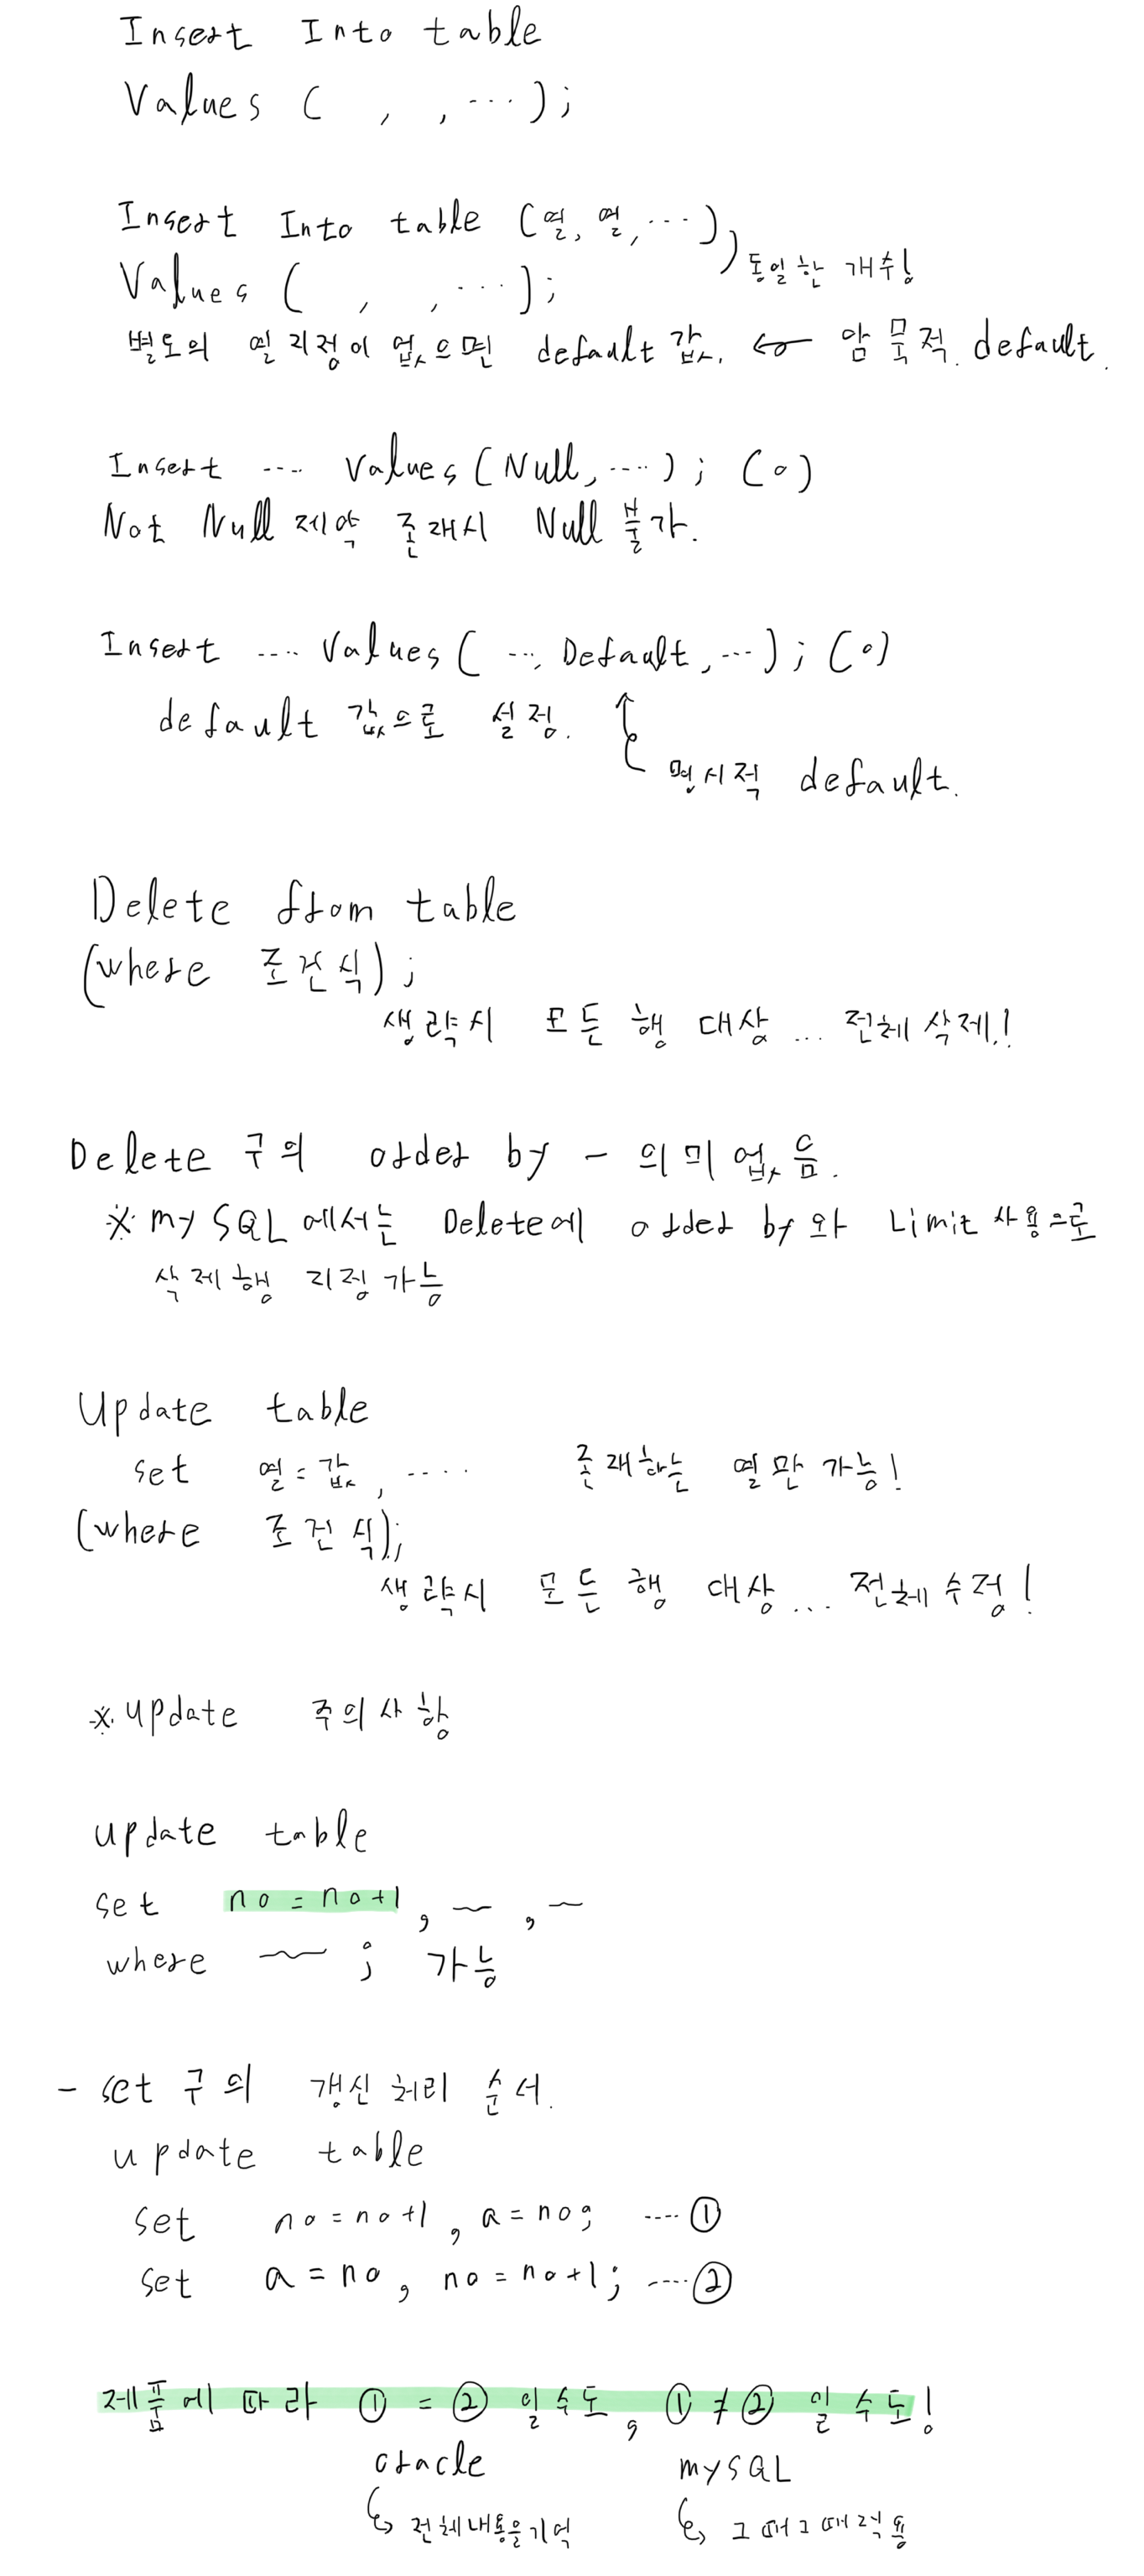 Insert Into table
Values ( , , ...);
Insert Into table (열, 열, ...)
동일한 개수!
Values ( , , ...);
별도의 열 지정이 없으면 default 값. ← 암묵적 default.
Insert .... Values (Null, ....); (o)
Not Null 제약 존재시 Null 불가.
Insert .... Values ( ..., Default, ...); (o)
default 값으로 설정.
명시적 default.
Delete from table
(where 조건식);
생략시 모든 행 대상 ... 전체 삭제.!
Delete 구의 order by - 의미 없음.
※ mySQL에서는 Delete에 order by와 Limit 사용으로
삭제행 지정 가능
Update table
set 열 = 값, .... 존재하는 열만 가능!
(where 조건식);
생략시 모든 행 대상 ... 전체 수정!
※ update 주의사항
update table
set no = no+1, ~, ~
where ~ ; 가능
- set 구의 갱신 처리 순서.
update table
set no = no+1, a = no; .... ①
set a = no, no = no+1; .... ②
제품에 따라 ① = ② 일수도, ① ≠ ② 일 수도!
oracle mySQL
↳ 전체내용을기억 ↳ 그때그때적용